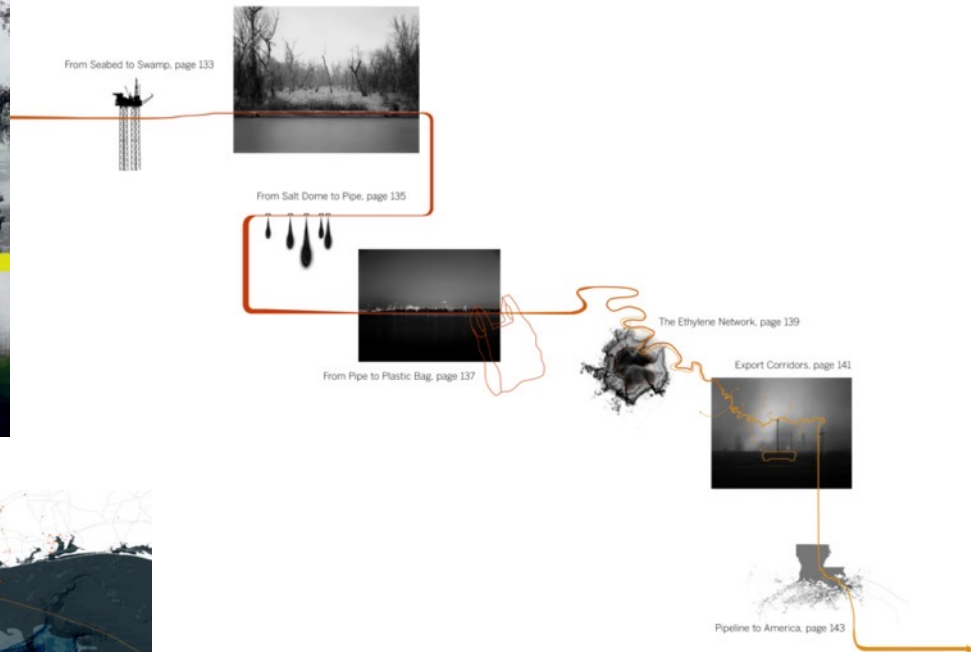 From Seabed to Swamp, page 133
From Salt Dome to Pipe, page 135
From Pipe to Plastic Bag, page 137
The Ethylene Network, page 139
Export Corridors, page 141
Pipeline to America, page 143